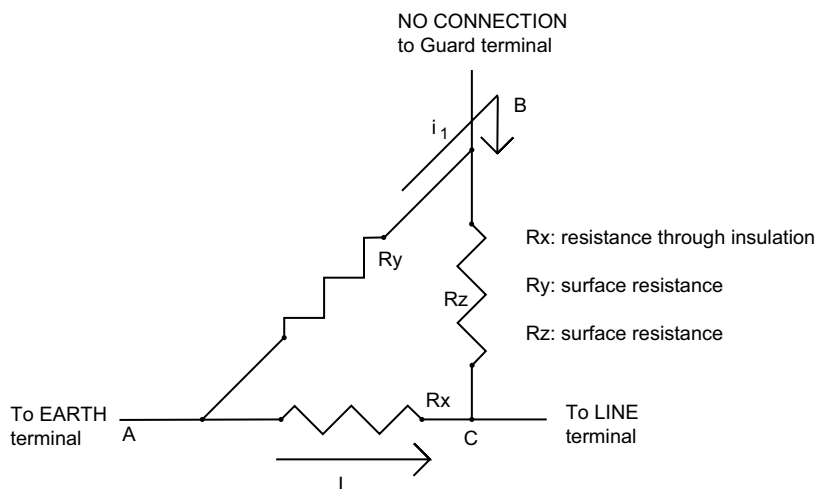 NO CONNECTION
to Guard terminal
B
i 1
Rx: resistance through insulation
Ry
Ry: surface resistance
Rz
Rz: surface resistance
To EARTH
terminal
A
Rx
C
To LINE
terminal
I